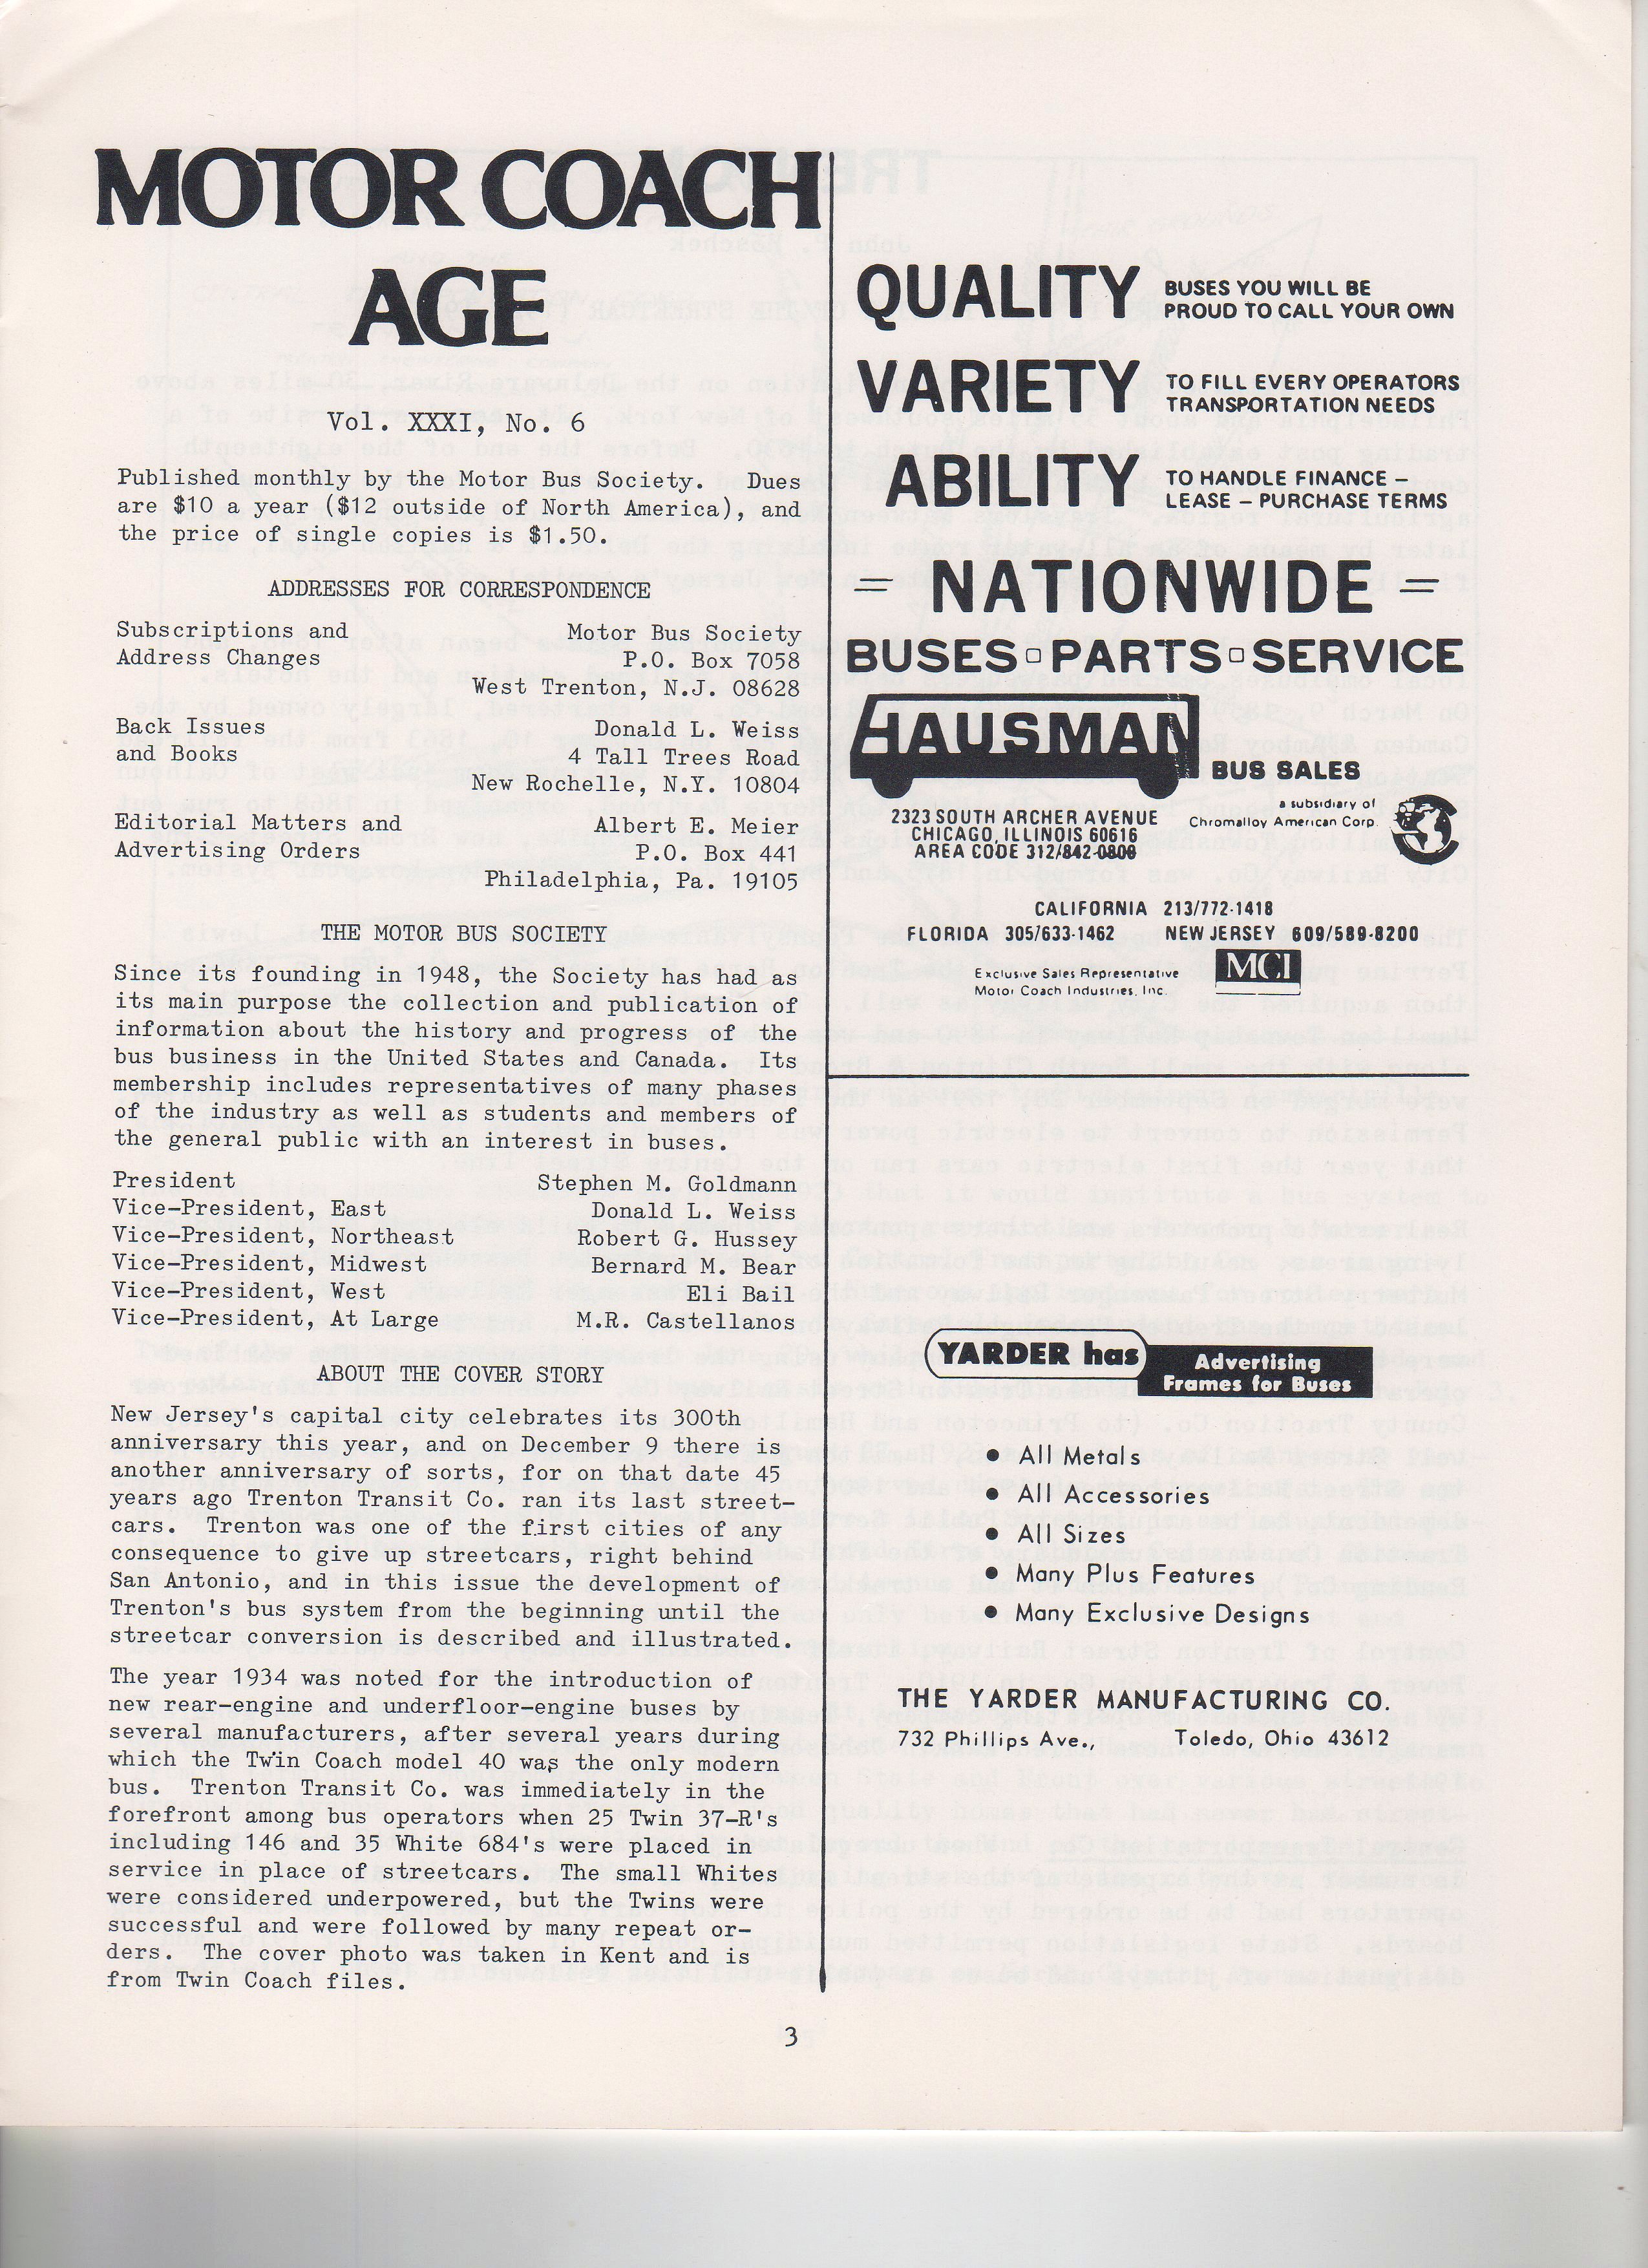 MOTOR COACH
AGE
Vol. XXXI, No. 6
Published monthly by the Motor Bus Society.  Dues
are $10 a year ($12 outside of North America), and
the price of single copies is $1.50.
ADDRESSES FOR CORRESPONDENCE
Subscriptions and Motor Bus Society
Address Changes P.O. Box 7058
West Trenton, N.J. 08628
Back Issues Donald L. Weiss
and Books 4 Tall Trees Road
New Rochelle, N.Y. 10804
Editorial Matters and Albert E. Meier
Advertising Orders P.O. Box 441
Philadelphia, Pa. 19105
THE MOTOR BUS SOCIETY
Since its founding in 1948, the Society has had as
its main purpose the collection and publication of
information about the history and progress of the
bus business in the United States and Canada.  Its
membership includes representatives of many phases
of the industry as well as students and members of
the general public with an interest in buses.
President Stephen M. Goldmann
Vice-President, East Donald L. Weiss
Vice-President, Northeast Robert G. Hussey
Vice-President, Midwest Bernard M. Bear
Vice-President, West Eli Bail
Vice-President, At Large M.R. Castellanos
ABOUT THE COVER STORY
New Jersey's capital city celebrates its 300th
anniversary this year, and on December 9 there is
another anniversary of sorts, for on that date 45
years ago Trenton Transit Co. ran its last street-
cars.  Trenton was one of the first cities of any
consequence to give up streetcars, right behind
San Antonio, and in this issue the development of
Trenton's bus system from the beginning until the
streetcar conversion is described and illustrated.
The year 1934 was noted for the introduction of
new rear-engine and underfloor-engine buses by
several manufacturers, after several years during
which the Twin Coach model 40 was the only modern
bus.  Trenton Transit Co. was immediately in the
forefront among bus operators when 25 Twin 37-R's
including 146 and 35 White 684's were placed in
service in place of streetcars.  The small Whites
were considered underpowered, but the Twins were
successful and were followed by many repeat or-
ders.  The cover photo was taken in Kent and is
from Twin Coach files.
QUALITY BUSES YOU WILL BE
PROUD TO CALL YOUR OWN
VARIETY TO FILL EVERY OPERATORS
TRANSPORTATION NEEDS
ABILITY TO HANDLE FINANCE –
LEASE – PURCHASE TERMS
= NATIONWIDE =
BUSES▫PARTS▫SERVICE
HAUSMAN
BUS SALES
2323 SOUTH ARCHER AVENUE
CHICAGO, ILLINOIS 60616
AREA CODE 312/842-0800
a subsidiary of
Chromalloy American Corp.
CALIFORNIA 213/772-1418
FLORIDA 305/633-1462 NEW JERSEY 609/589-8200
Exclusive Sales Representative
Motor Coach Industries, Inc.
MCI
YARDER has
Advertising
Frames for Buses
• All Metals
• All Accessories
• All Sizes
• Many Plus Features
• Many Exclusive Designs
THE YARDER MANUFACTURING CO.
732 Phillips Ave., Toledo, Ohio 43612
3